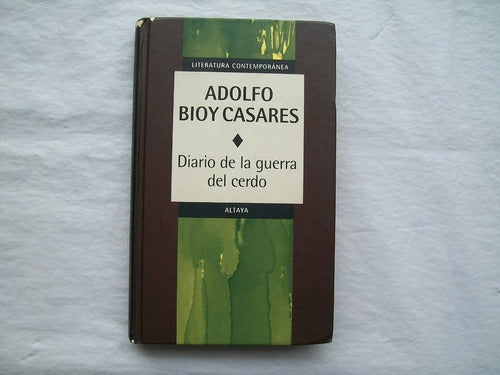 LITERATURA CONTEMPORÁNEA
ADOLFO
BIOY CASARES
Diario de la guerra
del cerdo
ALTAYA